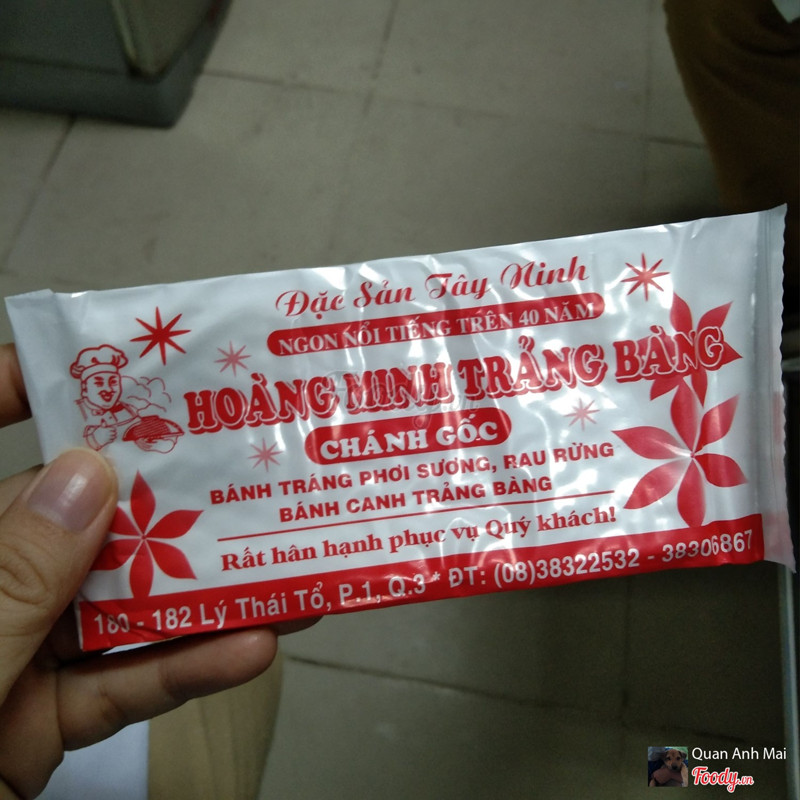 Đặc Sản Tây Ninh
NGON NỔI TIẾNG TRÊN 40 NĂM
HOÀNG MINH TRẢNG BÀNG
CHÁNH GỐC
BÁNH TRÁNG PHƠI SƯƠNG, RAU RỪNG
BÁNH CANH TRẢNG BÀNG
Rất hân hạnh phục vụ Quý khách!
180 - 182 Lý Thái Tổ, P.1, Q.3 * ĐT: (08)38322532 - 38306867
Quan Anh Mai
Foody.vn